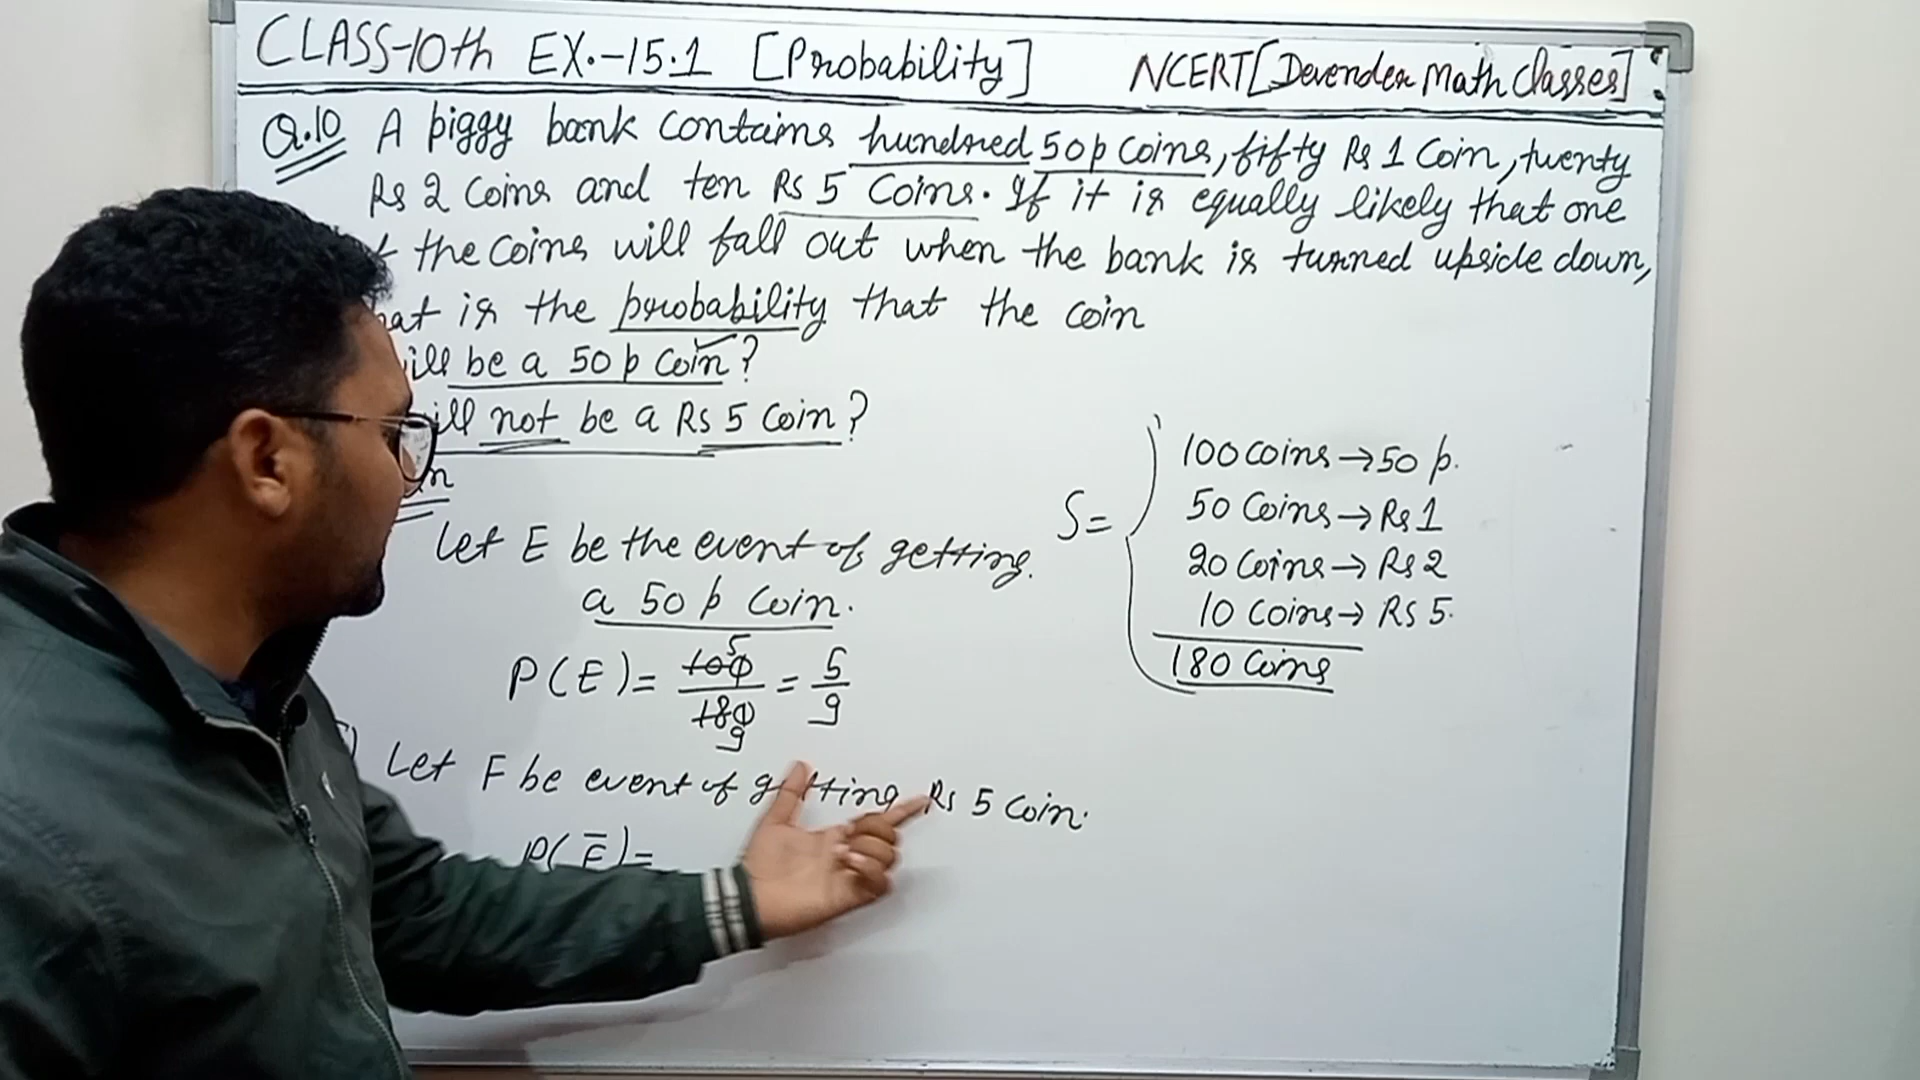 CLASS-10th EX.-15.1 [Probability] NCERT[Devender Math Classes]
Q.10 A piggy bank contains hundred 50p coins, fifty Rs 1 Coin, twenty
Rs 2 Coins and ten Rs 5 Coins. If it is equally likely that one
the coins will fall out when the bank is turned upside down,
hat is the probability that the coin
ill be a 50 p Coin?
ill not be a Rs 5 Coin?
n
Let E be the event of getting.
a 50 p Coin.
P(E) = 100/180 = 5/9
5
9
Let F be event of getting Rs 5 Coin.
P(F̅) =
S =
100 coins → 50 p.
50 Coins → Rs 1
20 Coins → Rs 2
10 Coins → RS 5.
180 Coins